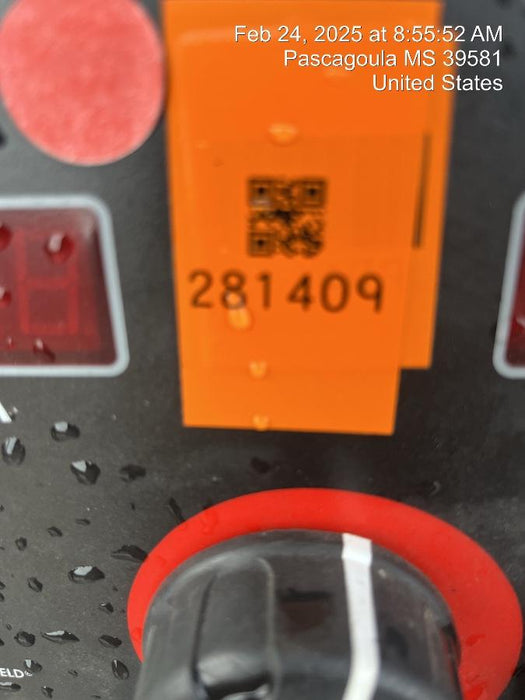 Feb 24, 2025 at 8:55:52 AM
Pascagoula MS 39581
United States
281409